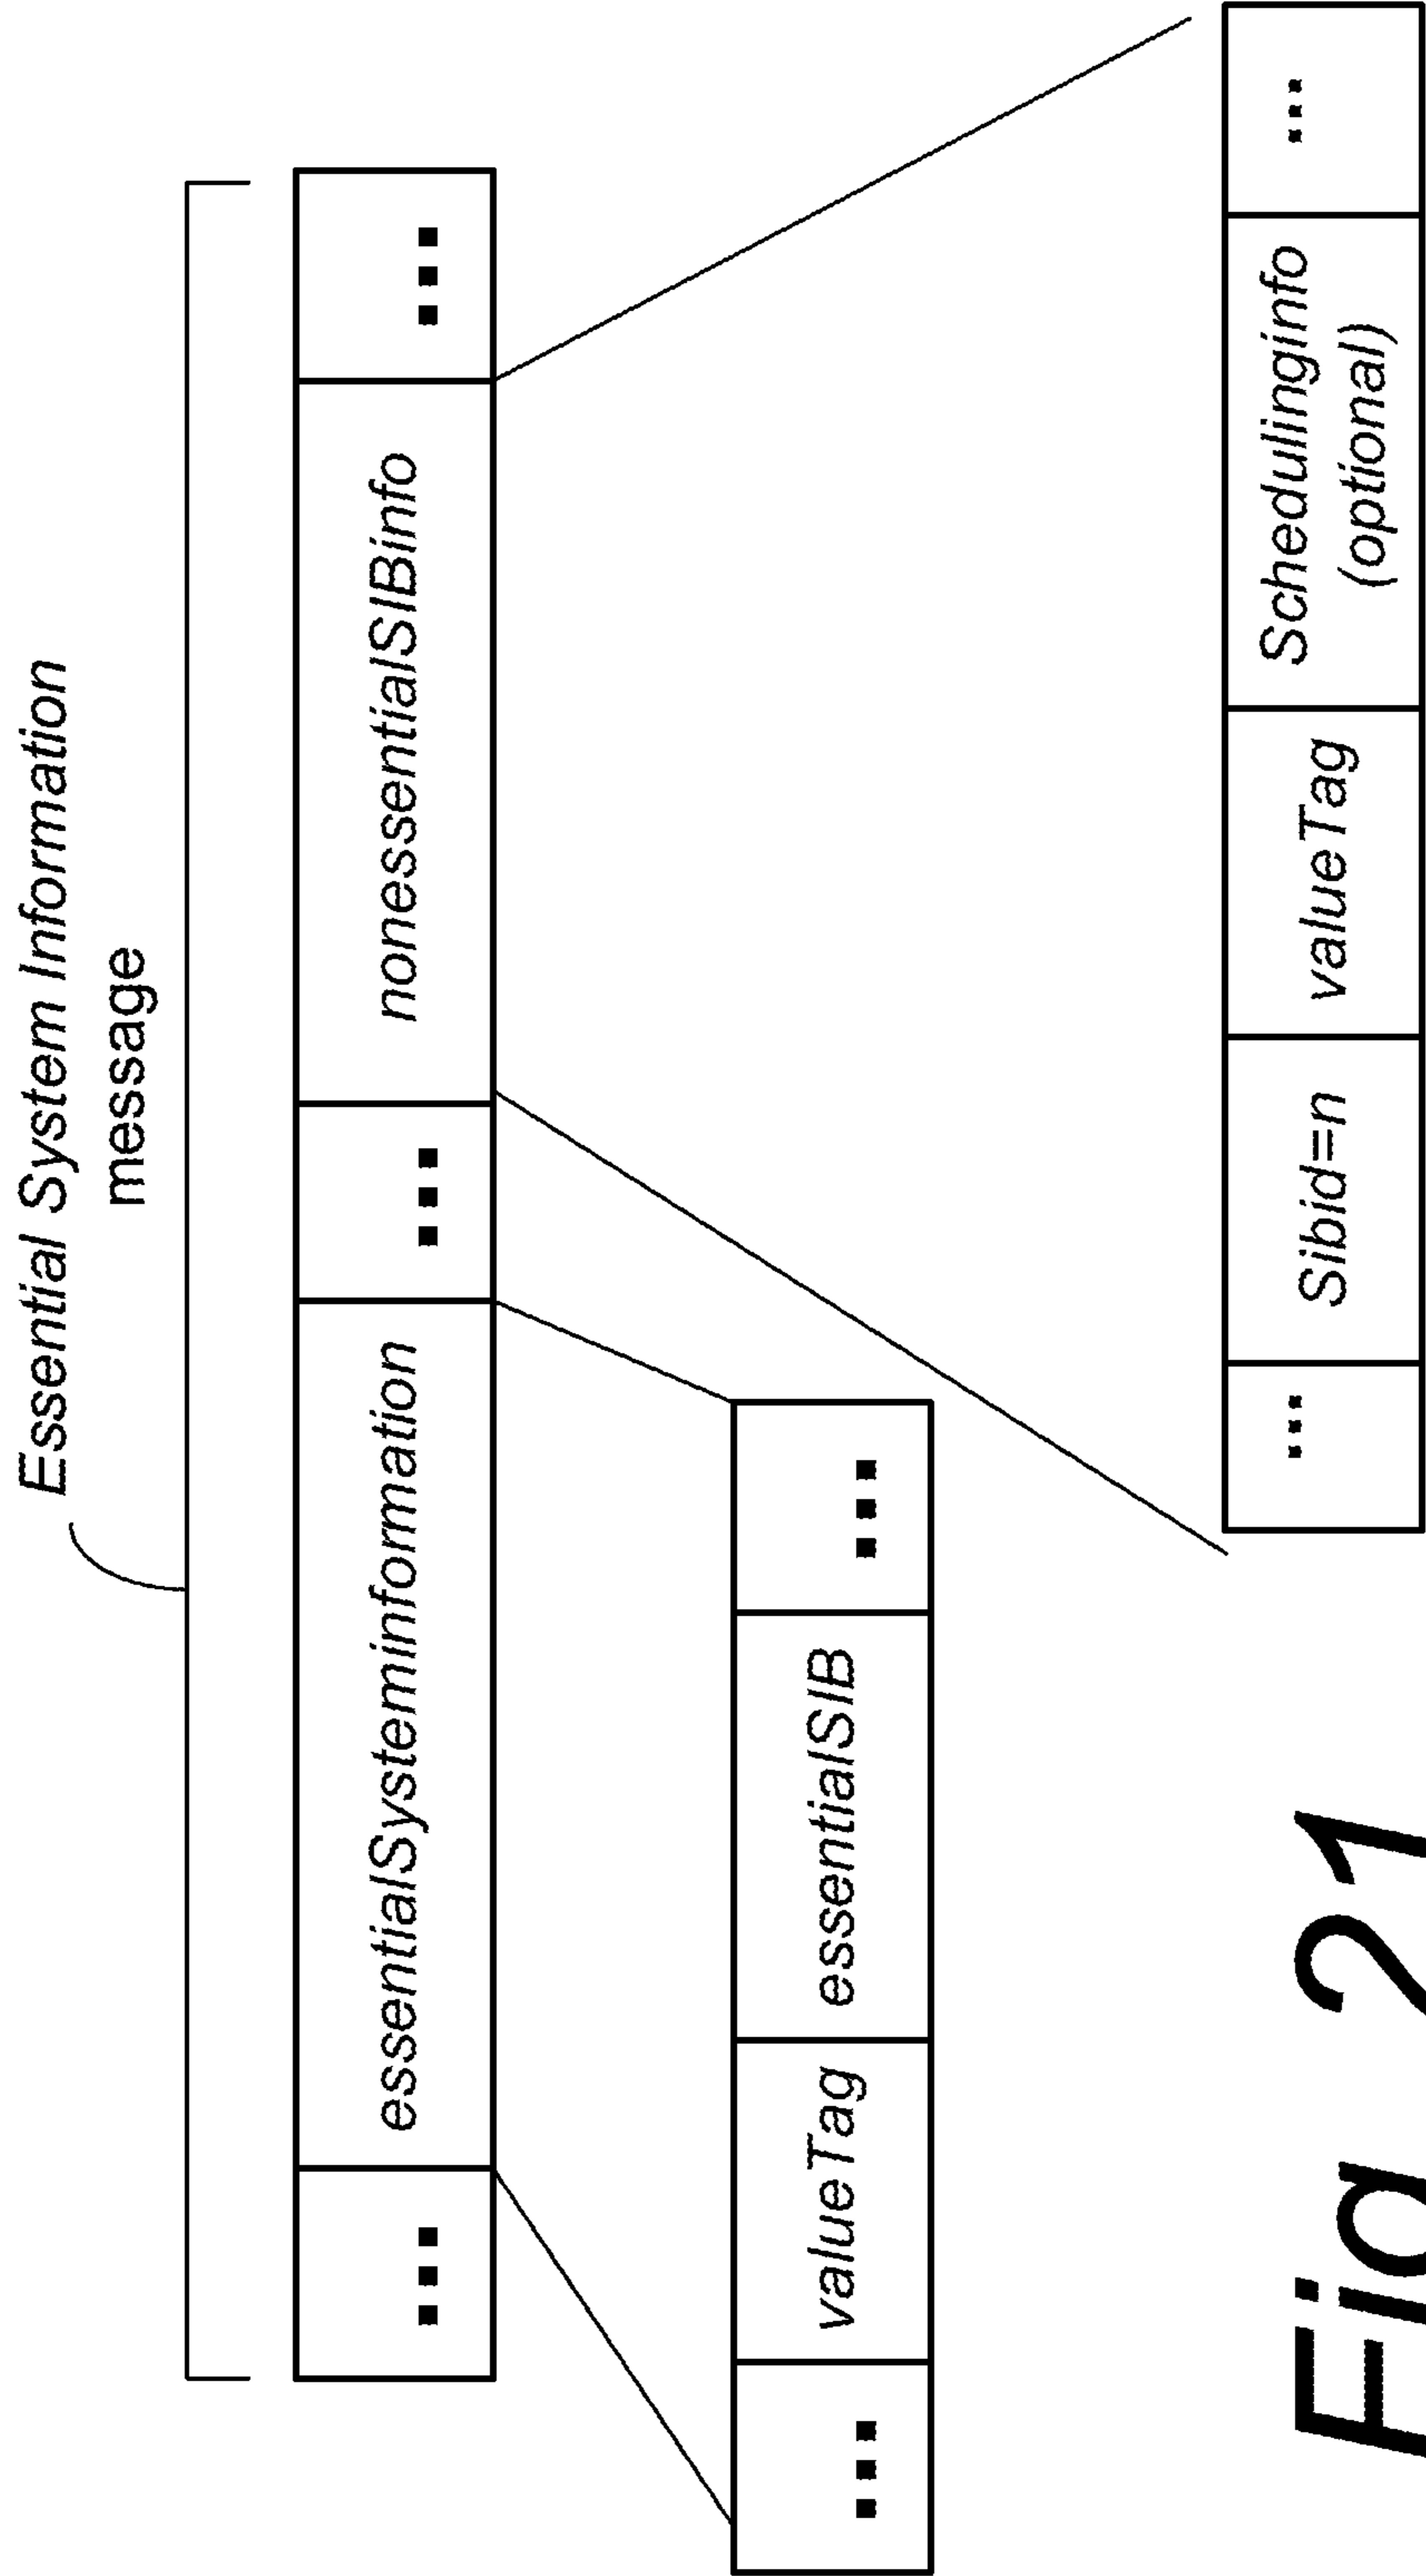 Essential System Information
message
... essentialSysteminformation ... nonessentialSIBinfo ...
... valueTag essentialSIB ...
... Sibid=n valueTag Schedulinginfo ...
(optional)
Fig 21